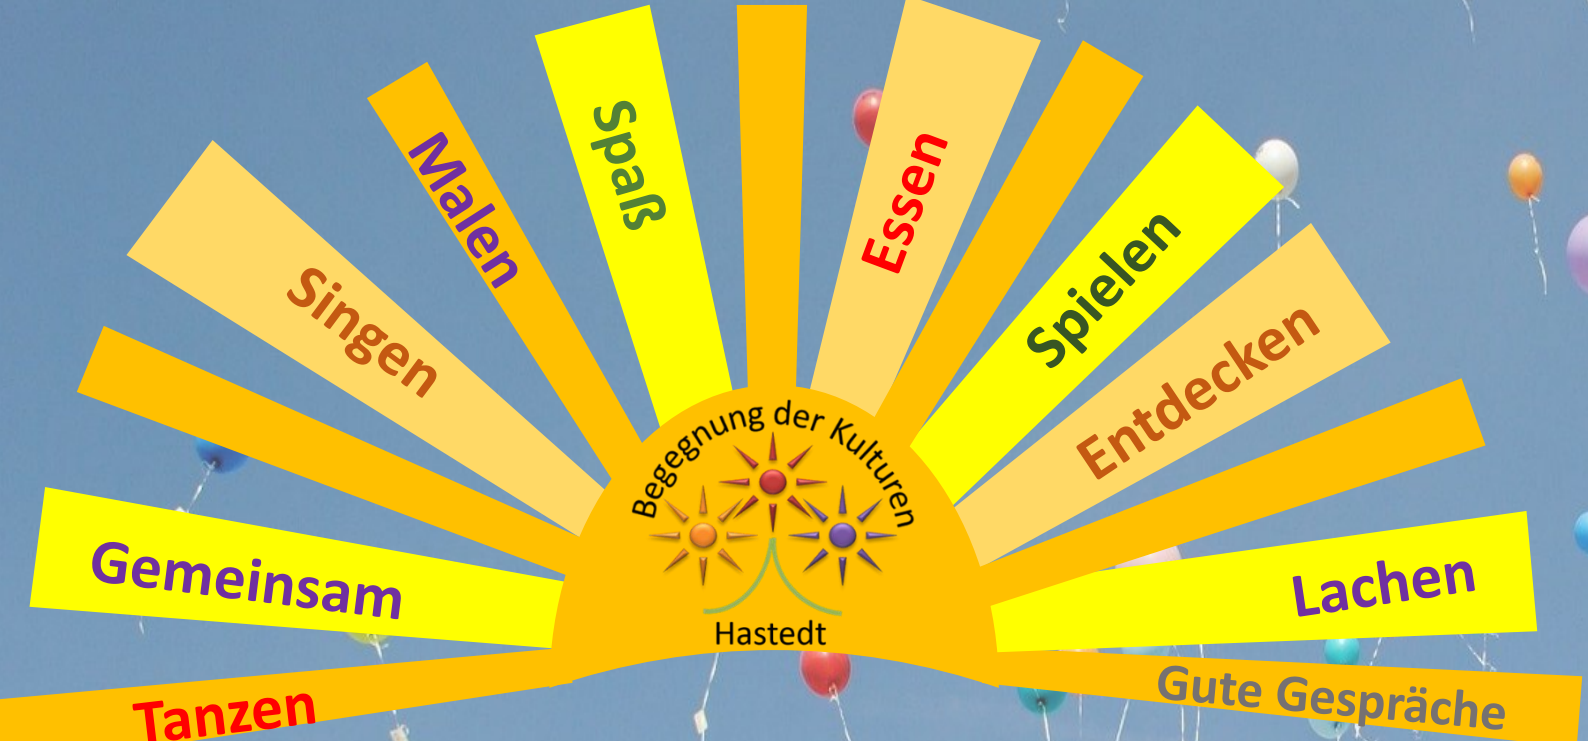 Tanzen
Gemeinsam
Singen
Malen
Spaß
Essen
Spielen
Entdecken
Lachen
Gute Gespräche
Begegnung der Kulturen
Hastedt